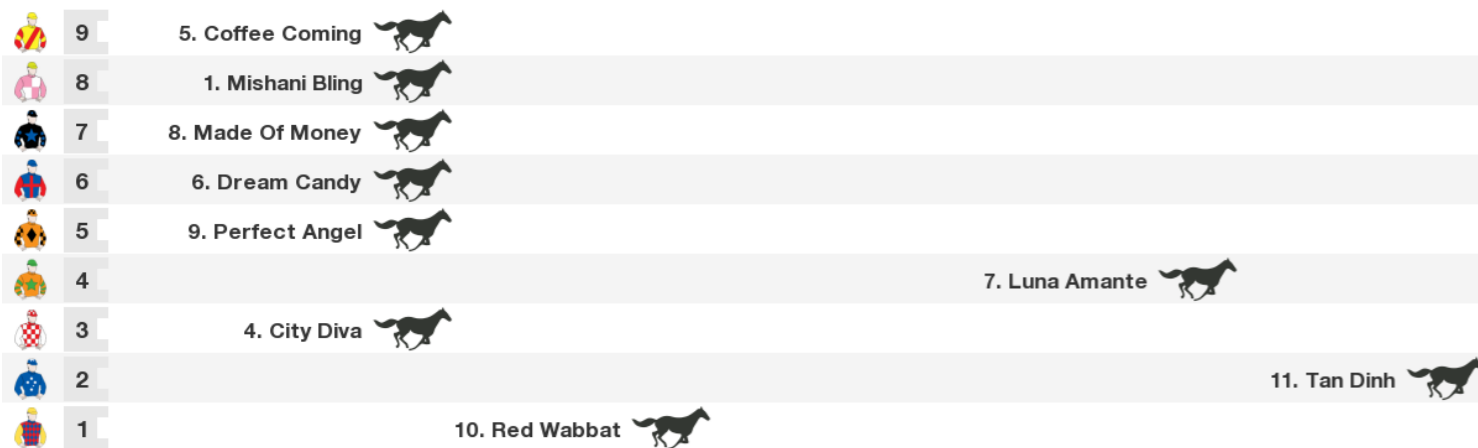 9 5. Coffee Coming
8 1. Mishani Bling
7 8. Made Of Money
6 6. Dream Candy
5 9. Perfect Angel
4 7. Luna Amante
3 4. City Diva
2 11. Tan Dinh
1 10. Red Wabbat